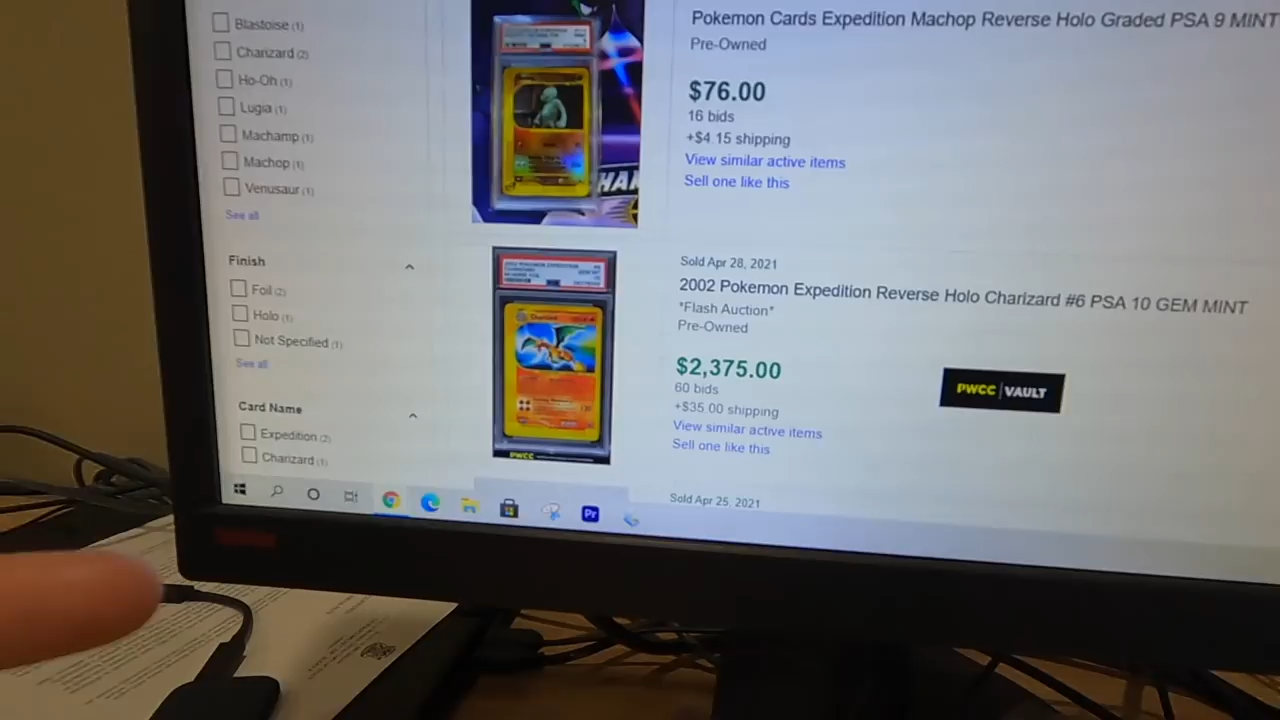 Blastoise (1)
Charizard (2)
Ho-Oh (1)
Lugia (1)
Machamp (1)
Machop (1)
Venusaur (1)
See all
Finish
Foil (2)
Holo (1)
Not Specified (1)
See all
Card Name
Expedition (2)
Charizard (1)
Pokemon Cards Expedition Machop Reverse Holo Graded PSA 9 MINT
Pre-Owned
$76.00
16 bids
+$4.15 shipping
View similar active items
Sell one like this
Sold Apr 28, 2021
2002 Pokemon Expedition Reverse Holo Charizard #6 PSA 10 GEM MINT
*Flash Auction*
Pre-Owned
$2,375.00
60 bids
+$35.00 shipping
View similar active items
Sell one like this
PWCC | VAULT
PWCC
Sold Apr 25, 2021
Pr